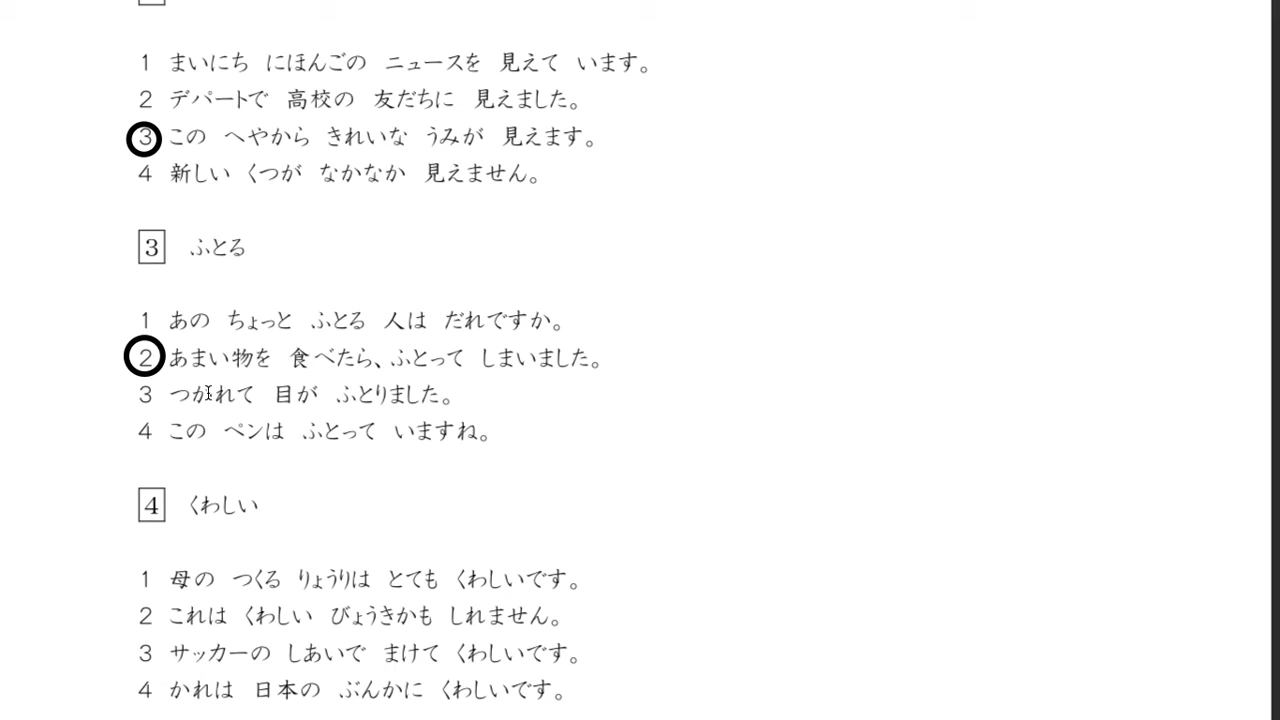 1 まいにち にほんごの ニュースを 見えて います。
2 デパートで 高校の 友だちに 見えました。
3 この へやから きれいな うみが 見えます。
4 新しい くつが なかなか 見えません。
3 ふとる
1 あの ちょっと ふとる 人は だれですか。
2 あまい物を 食べたら、ふとって しまいました。
3 つかれて 目が ふとりました。
4 この ペンは ふとって いますね。
4 くわしい
1 母の つくる りょうりは とても くわしいです。
2 これは くわしい びょうきかも しれません。
3 サッカーの しあいで まけて くわしいです。
4 かれは 日本の ぶんかに くわしいです。